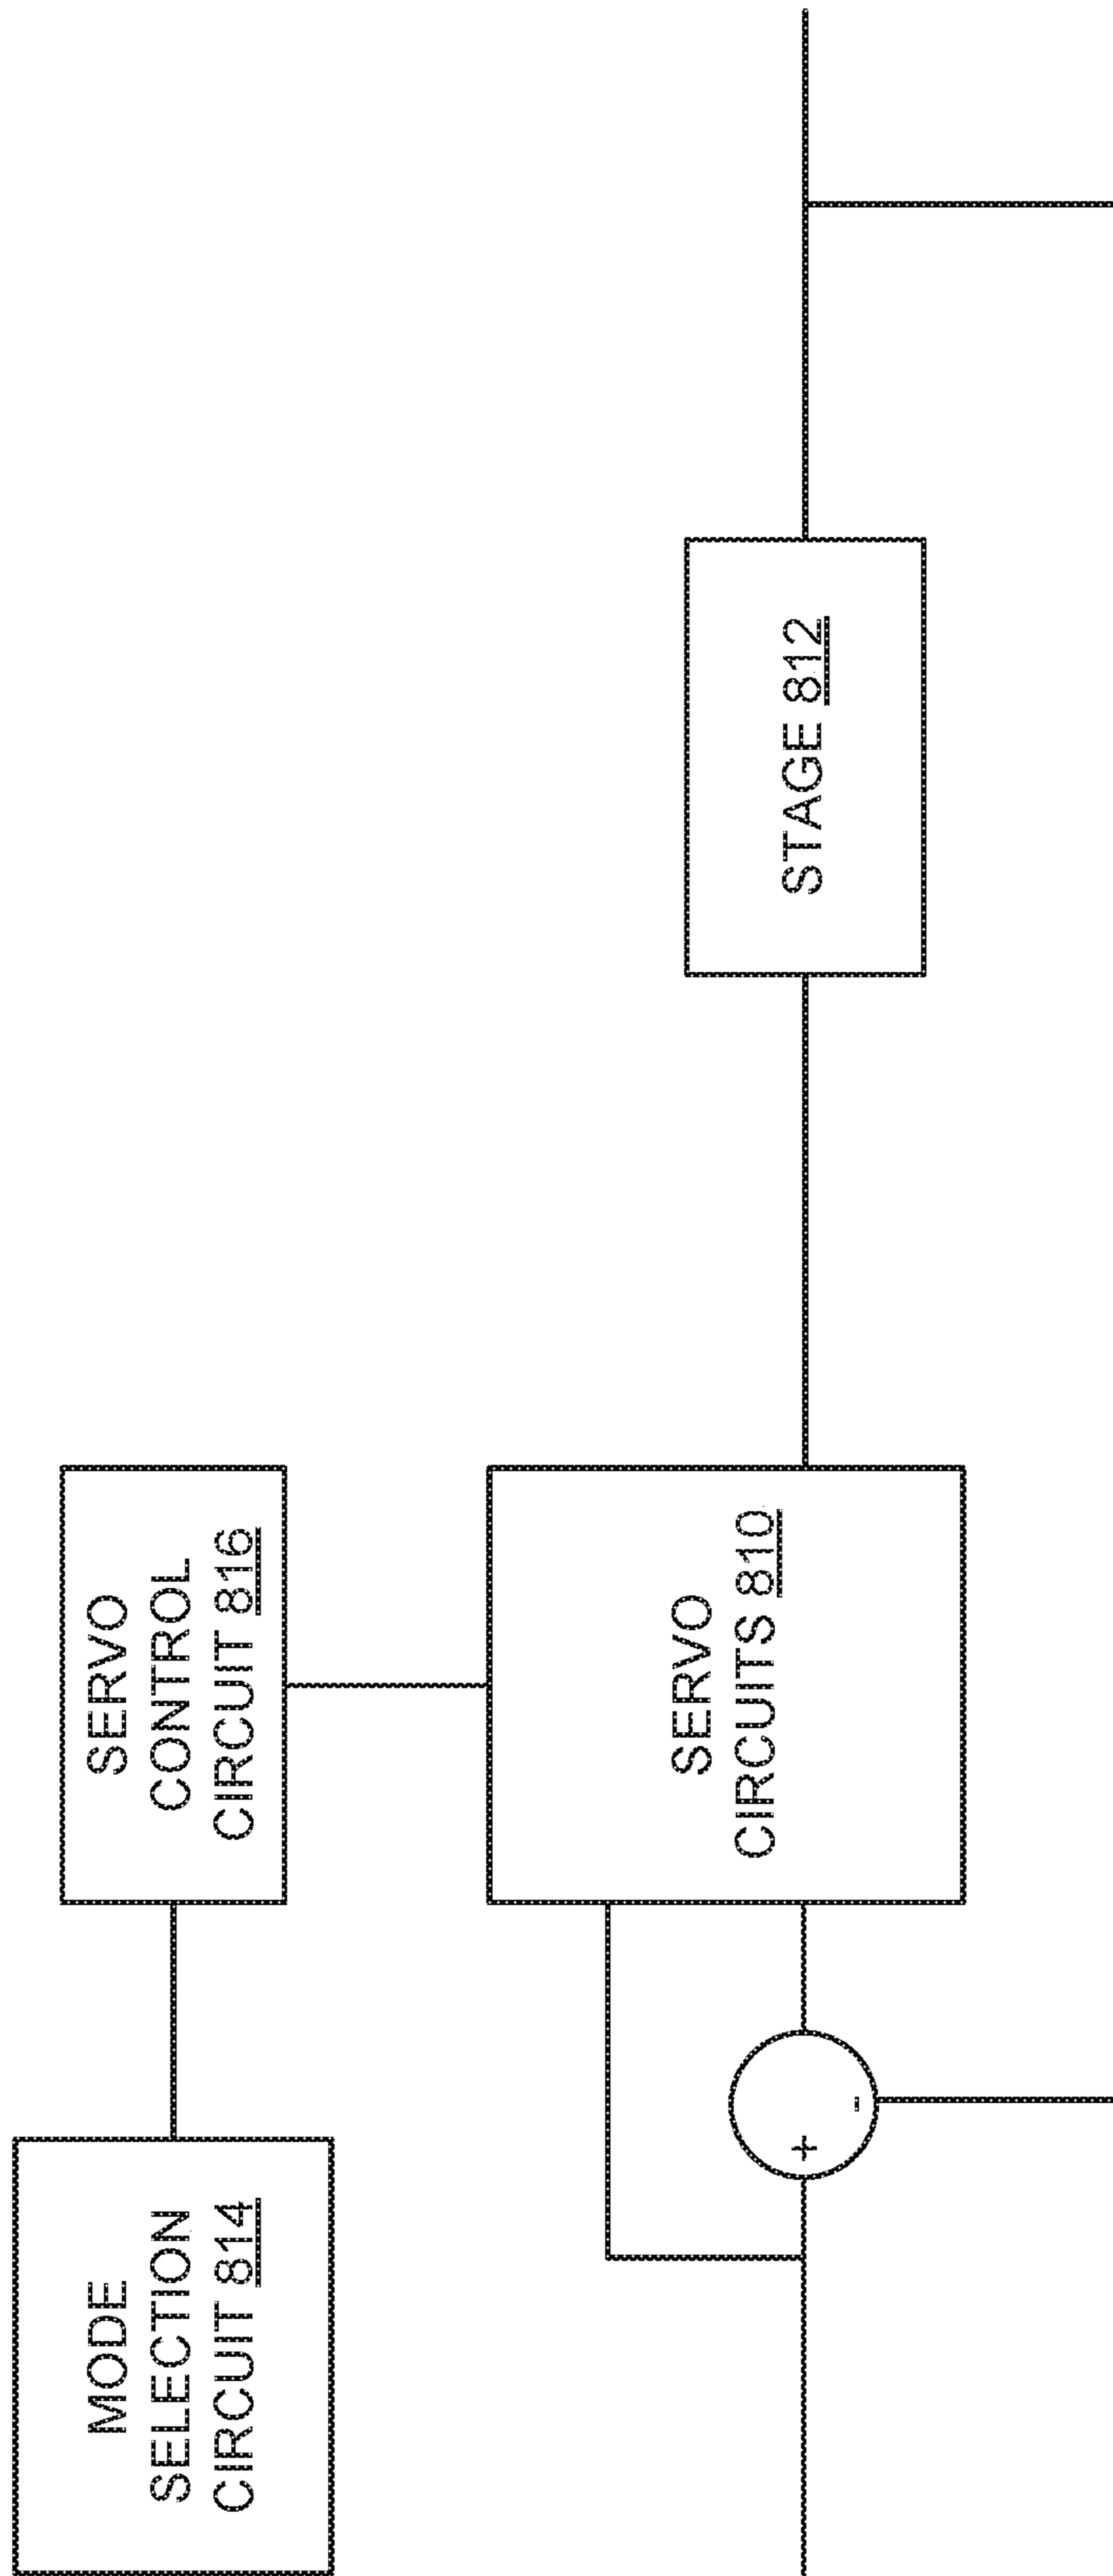 MODE
SELECTION
CIRCUIT 814
SERVO
CONTROL
CIRCUIT 816
SERVO
CIRCUITS 810
STAGE 812
+
-